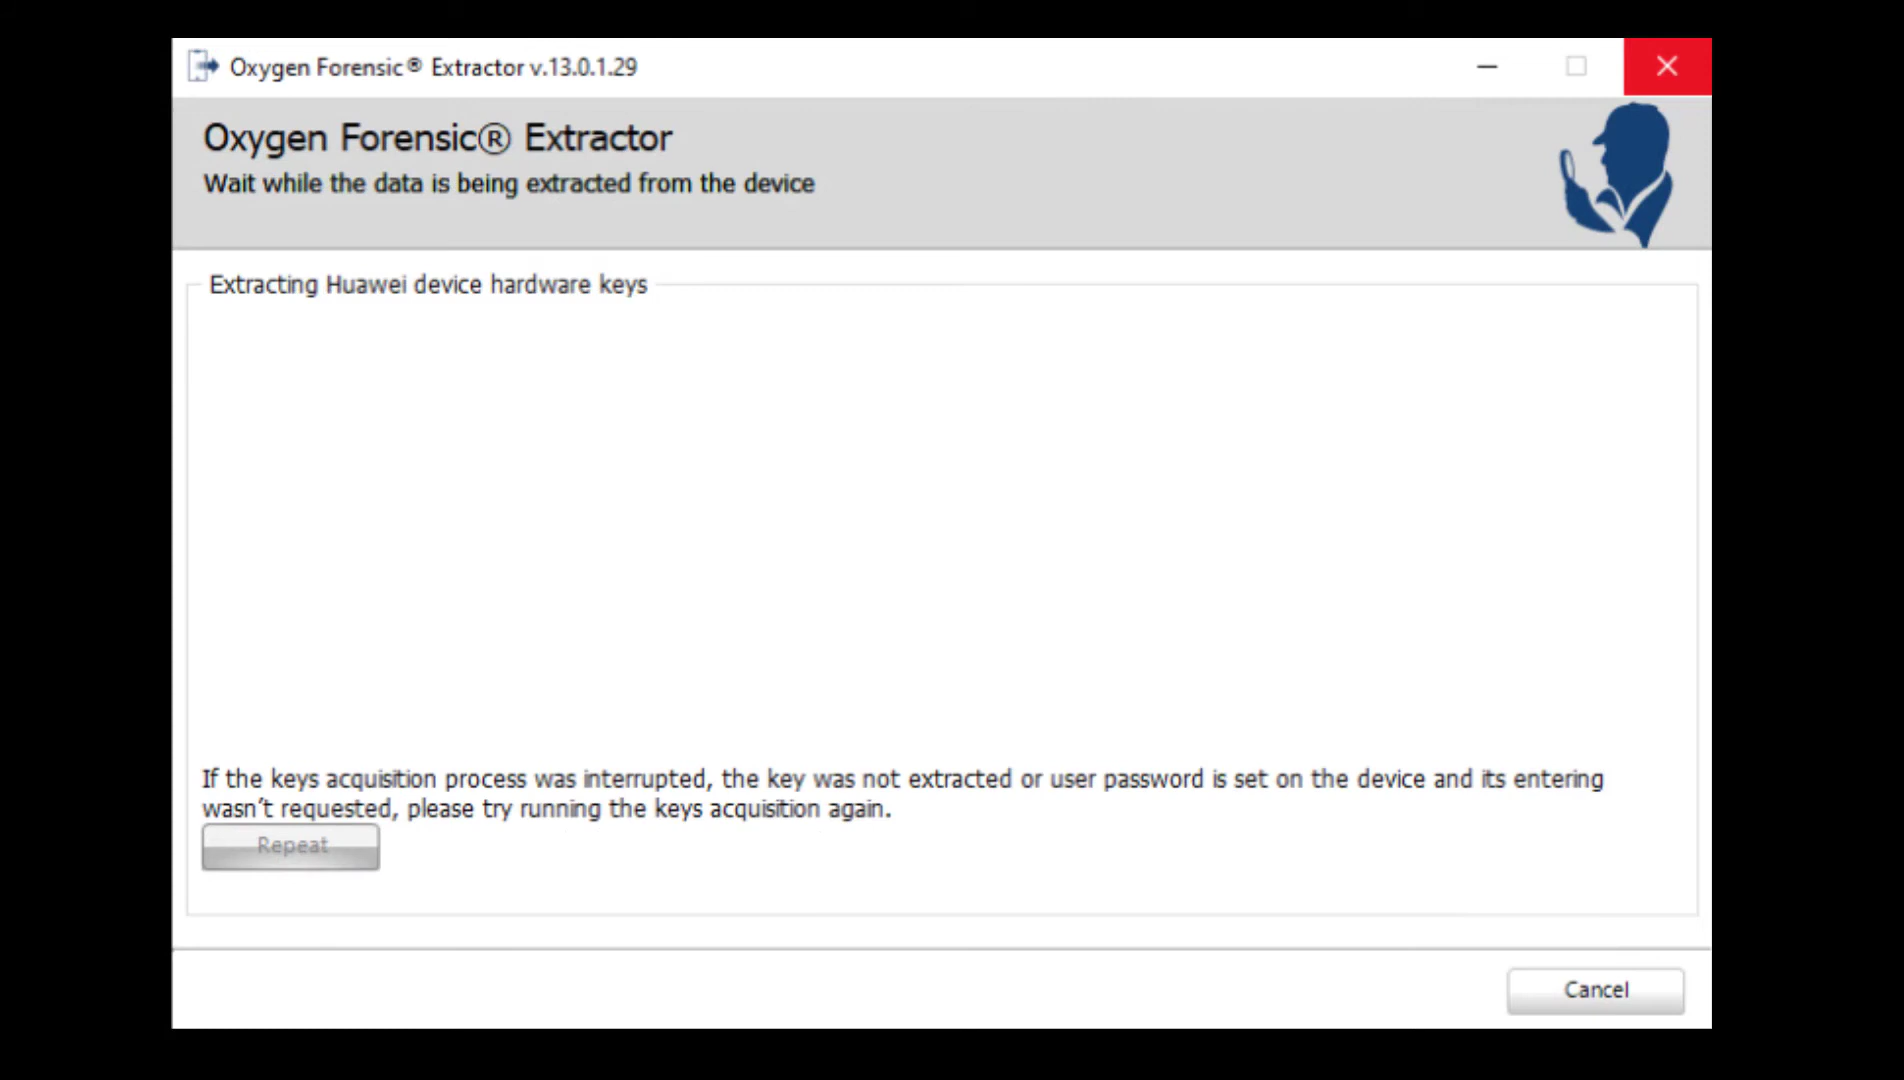 Oxygen Forensic® Extractor v.13.0.1.29
Oxygen Forensic® Extractor
Wait while the data is being extracted from the device
Extracting Huawei device hardware keys
If the keys acquisition process was interrupted, the key was not extracted or user password is set on the device and its entering
wasn't requested, please try running the keys acquisition again.
Repeat
Cancel